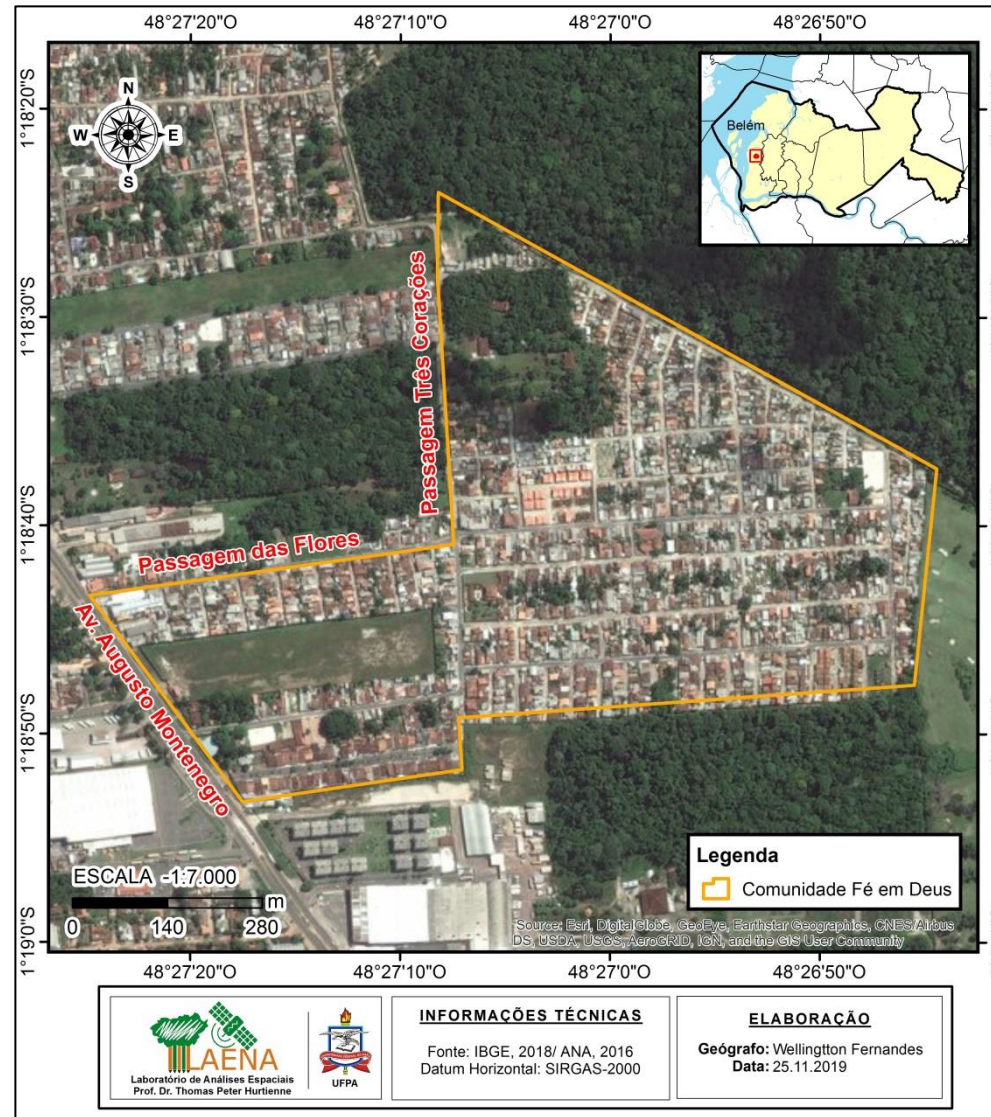 48°27'20"O 48°27'10"O 48°27'0"O 48°26'50"O
1°18'20"S
1°18'30"S
1°18'40"S
1°18'50"S
1°19'0"S
N
W E
S
Belém
Passagem Três Corações
Passagem das Flores
Av. Augusto Montenegro
ESCALA -1:7.000
m
0 140 280
Legenda
Comunidade Fé em Deus
Source: Esri, DigitalGlobe, GeoEye, Earthstar Geographics, CNES/Airbus
DS, USDA, USGS, AeroGRID, IGN, and the GIS User Community
48°27'20"O 48°27'10"O 48°27'0"O 48°26'50"O
LAENA
Laboratório de Análises Espaciais
Prof. Dr. Thomas Peter Hurtienne
UFPA
INFORMAÇÕES TÉCNICAS
Fonte: IBGE, 2018/ ANA, 2016
Datum Horizontal: SIRGAS-2000
ELABORAÇÃO
Geógrafo: Wellingtton Fernandes
Data: 25.11.2019